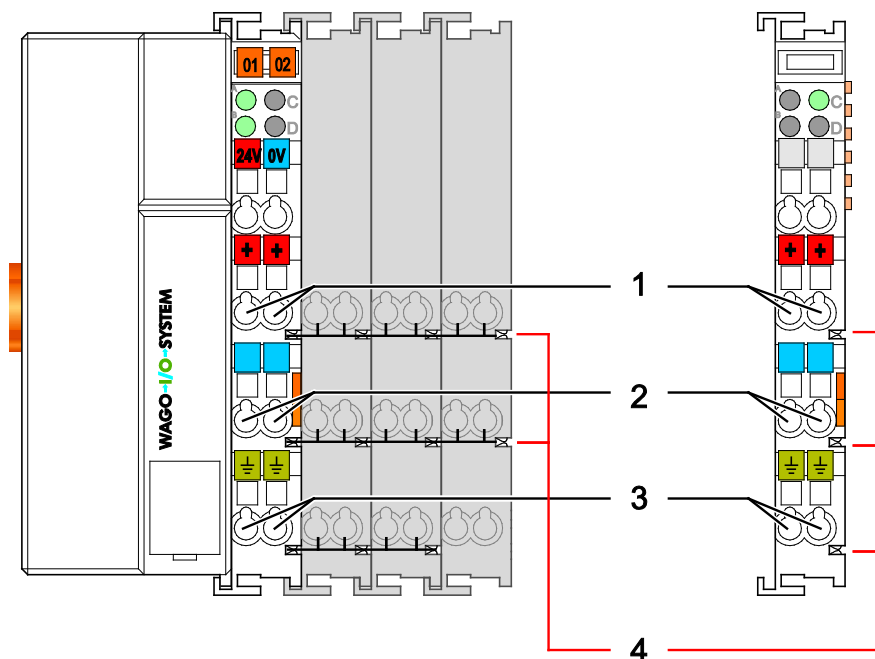 01 02
A C
B D
24V 0V
+ +
WAGO-I/O-SYSTEM
A C
B D
+ +
1
2
3
4